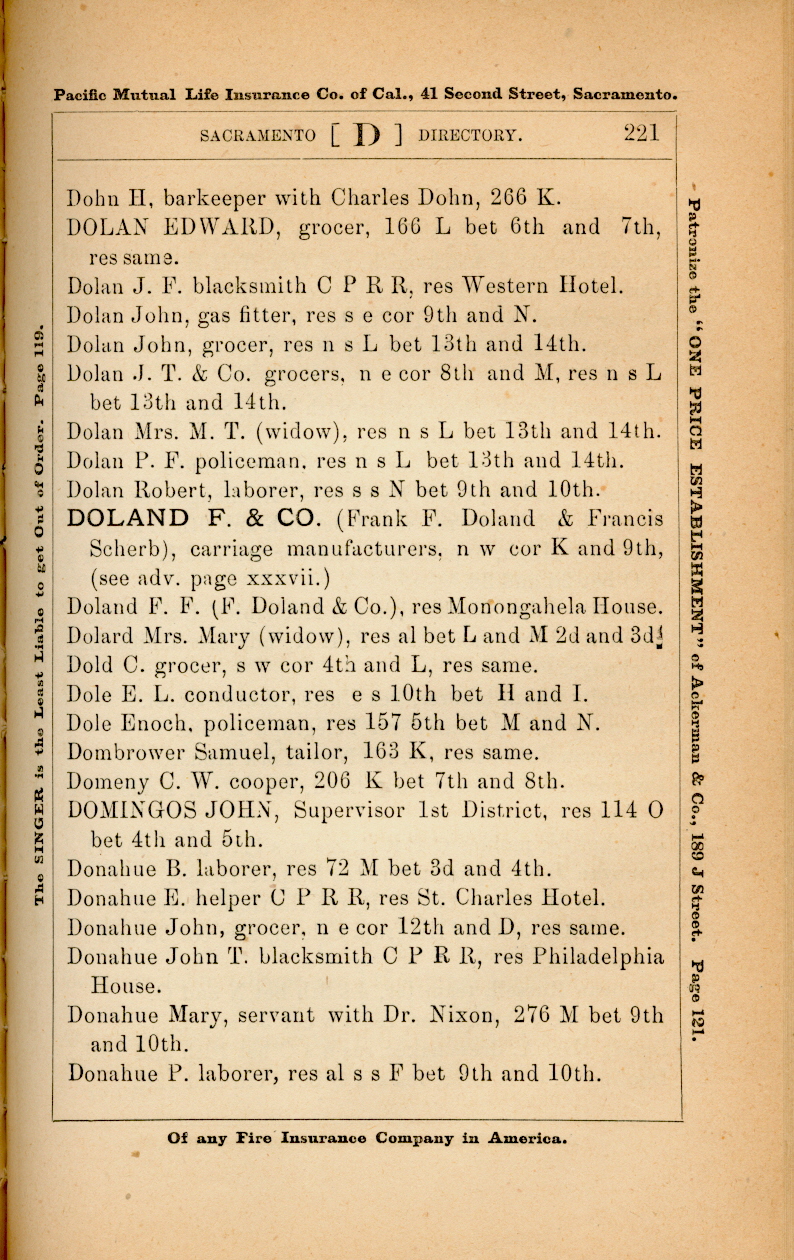 Pacific Mutual Life Insurance Co. of Cal., 41 Second Street, Sacramento.
SACRAMENTO [ D ] DIRECTORY. 221
Dohn H, barkeeper with Charles Dohn, 266 K.
DOLAN EDWARD, grocer, 166 L bet 6th and 7th,
res same.
Dolan J. F. blacksmith C P R R, res Western Hotel.
Dolan John, gas fitter, res s e cor 9th and N.
Dolan John, grocer, res n s L bet 13th and 14th.
Dolan J. T. & Co. grocers, n e cor 8th and M, res n s L
bet 13th and 14th.
Dolan Mrs. M. T. (widow), res n s L bet 13th and 14th.
Dolan P. F. policeman, res n s L bet 13th and 14th.
Dolan Robert, laborer, res s s N bet 9th and 10th.
DOLAND F. & CO. (Frank F. Doland & Francis
Scherb), carriage manufacturers, n w cor K and 9th,
(see adv. page xxxvii.)
Doland F. F. (F. Doland & Co.), res Monongahela House.
Dolard Mrs. Mary (widow), res al bet L and M 2d and 3d
Dold C. grocer, s w cor 4th and L, res same.
Dole E. L. conductor, res e s 10th bet H and I.
Dole Enoch, policeman, res 157 5th bet M and N.
Dombrower Samuel, tailor, 163 K, res same.
Domeny C. W. cooper, 206 K bet 7th and 8th.
DOMINGOS JOHN, Supervisor 1st District, res 114 O
bet 4th and 5th.
Donahue B. laborer, res 72 M bet 3d and 4th.
Donahue E. helper C P R R, res St. Charles Hotel.
Donahue John, grocer, n e cor 12th and D, res same.
Donahue John T. blacksmith C P R R, res Philadelphia
House.
Donahue Mary, servant with Dr. Nixon, 276 M bet 9th
and 10th.
Donahue P. laborer, res al s s F bet 9th and 10th.
Of any Fire Insurance Company in America.
The SINGER is the Least Liable to get Out of Order. Page 119.
Patronize the "ONE PRICE ESTABLISHMENT" of Ackerman & Co., 189 J Street. Page 121.